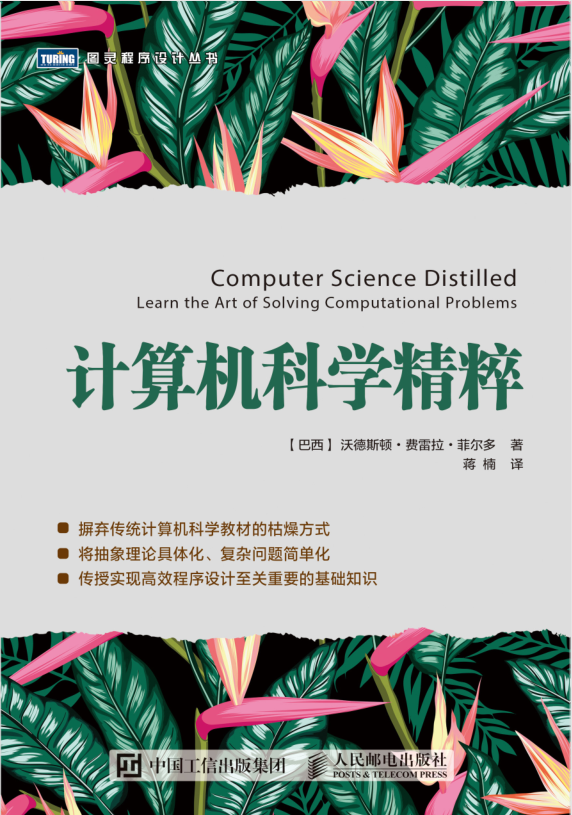 TURING 图灵程序设计丛书
Computer Science Distilled
Learn the Art of Solving Computational Problems
计算机科学精粹
【巴西】沃德斯顿·费雷拉·菲尔多 著
蒋楠 译
摒弃传统计算机科学教材的枯燥方式
将抽象理论具体化、复杂问题简单化
传授实现高效程序设计至关重要的基础知识
中国工信出版集团 人民邮电出版社
POSTS & TELECOM PRESS